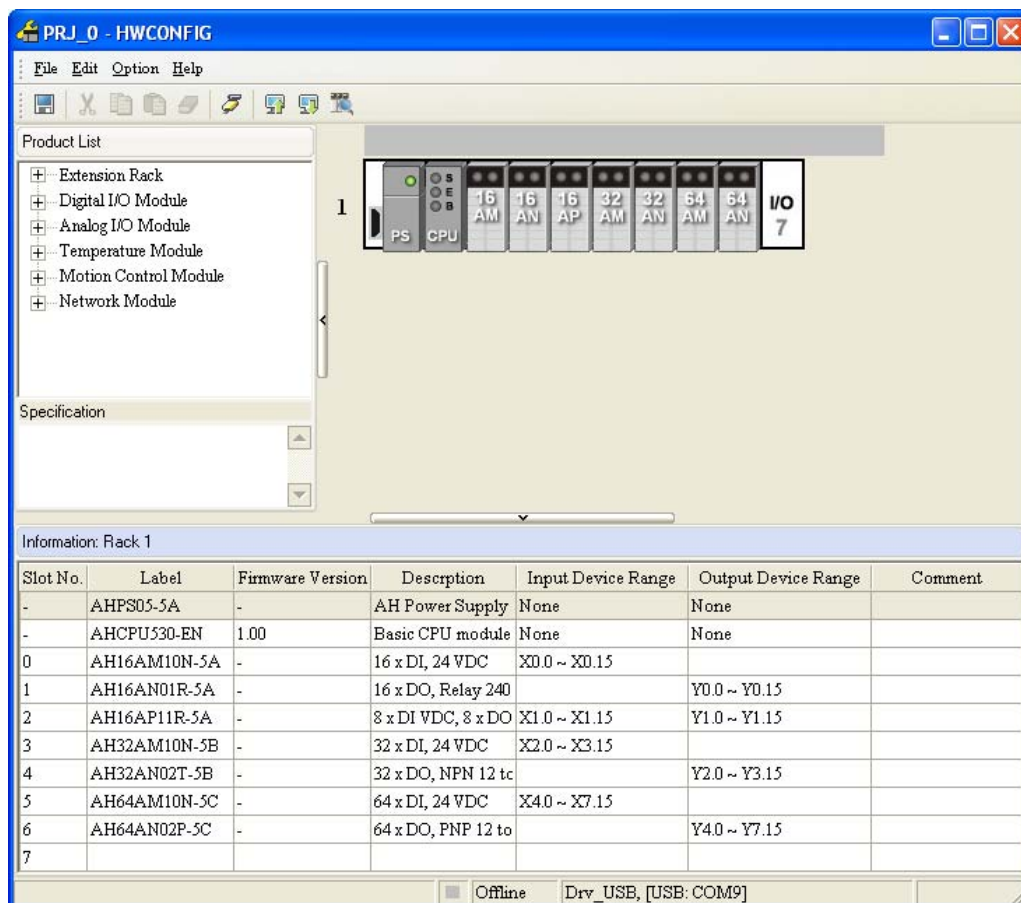 PRJ_0 - HWCONFIG
File Edit Option Help
Product List
Extension Rack
Digital I/O Module
Analog I/O Module
Temperature Module
Motion Control Module
Network Module
Specification
1
PS CPU 16 AM 16 AN 16 AP 32 AM 32 AN 64 AM 64 AN I/O 7
S
E
B
Information: Rack 1
Slot No. Label Firmware Version Descrption Input Device Range Output Device Range Comment
- AHPS05-5A - AH Power Supply None None
- AHCPU530-EN 1.00 Basic CPU module None None
0 AH16AM10N-5A - 16 x DI, 24 VDC X0.0 ~ X0.15
1 AH16AN01R-5A - 16 x DO, Relay 240 Y0.0 ~ Y0.15
2 AH16AP11R-5A - 8 x DI VDC, 8 x DO X1.0 ~ X1.15 Y1.0 ~ Y1.15
3 AH32AM10N-5B - 32 x DI, 24 VDC X2.0 ~ X3.15
4 AH32AN02T-5B - 32 x DO, NPN 12 to Y2.0 ~ Y3.15
5 AH64AM10N-5C - 64 x DI, 24 VDC X4.0 ~ X7.15
6 AH64AN02P-5C - 64 x DO, PNP 12 to Y4.0 ~ Y7.15
7
Offline Drv_USB, [USB: COM9]